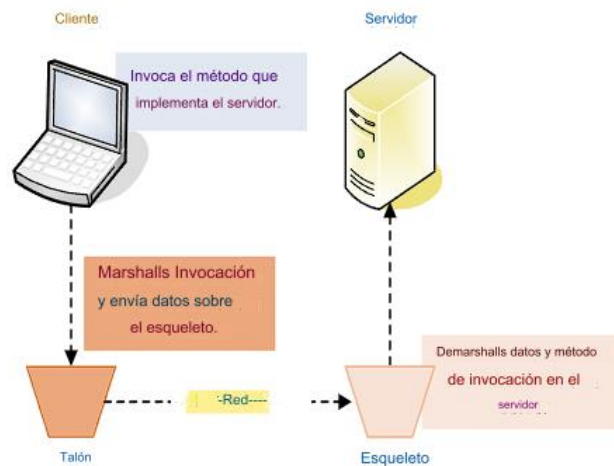 Cliente
Servidor
Invoca el método que
implementa el servidor.
Marshalls Invocación
y envía datos sobre
el esqueleto.
Demarshalls datos y método
de invocación en el
servidor
-Red----
Talón
Esqueleto